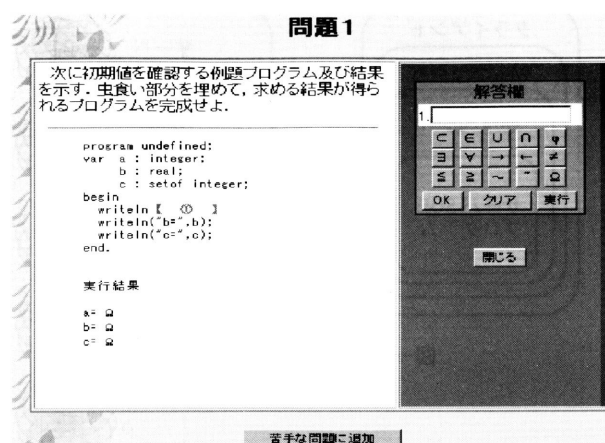 問題1
次に初期値を確認する例題プログラム及び結果
を示す. 虫食い部分を埋めて, 求める結果が得ら
れるプログラムを完成せよ.
program undefined;
var a : integer;
b : real;
c : setof integer;
begin
writeln【 ① 】
writeln("b=",b);
writeln("c=",c);
end.
実行結果
a= Ω
b= Ω
c= Ω
解答欄
1.
⊂ ∈ ∪ ∩ φ
∃ ∀ → ← ≠
≦ ≧ ~ ¨ Ω
OK クリア 実行
閉じる
苦手な問題に追加